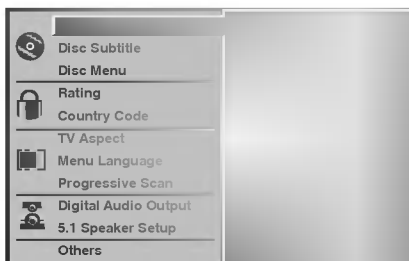 Disc Subtitle
Disc Menu
Rating
Country Code
TV Aspect
Menu Language
Progressive Scan
Digital Audio Output
5.1 Speaker Setup
Others